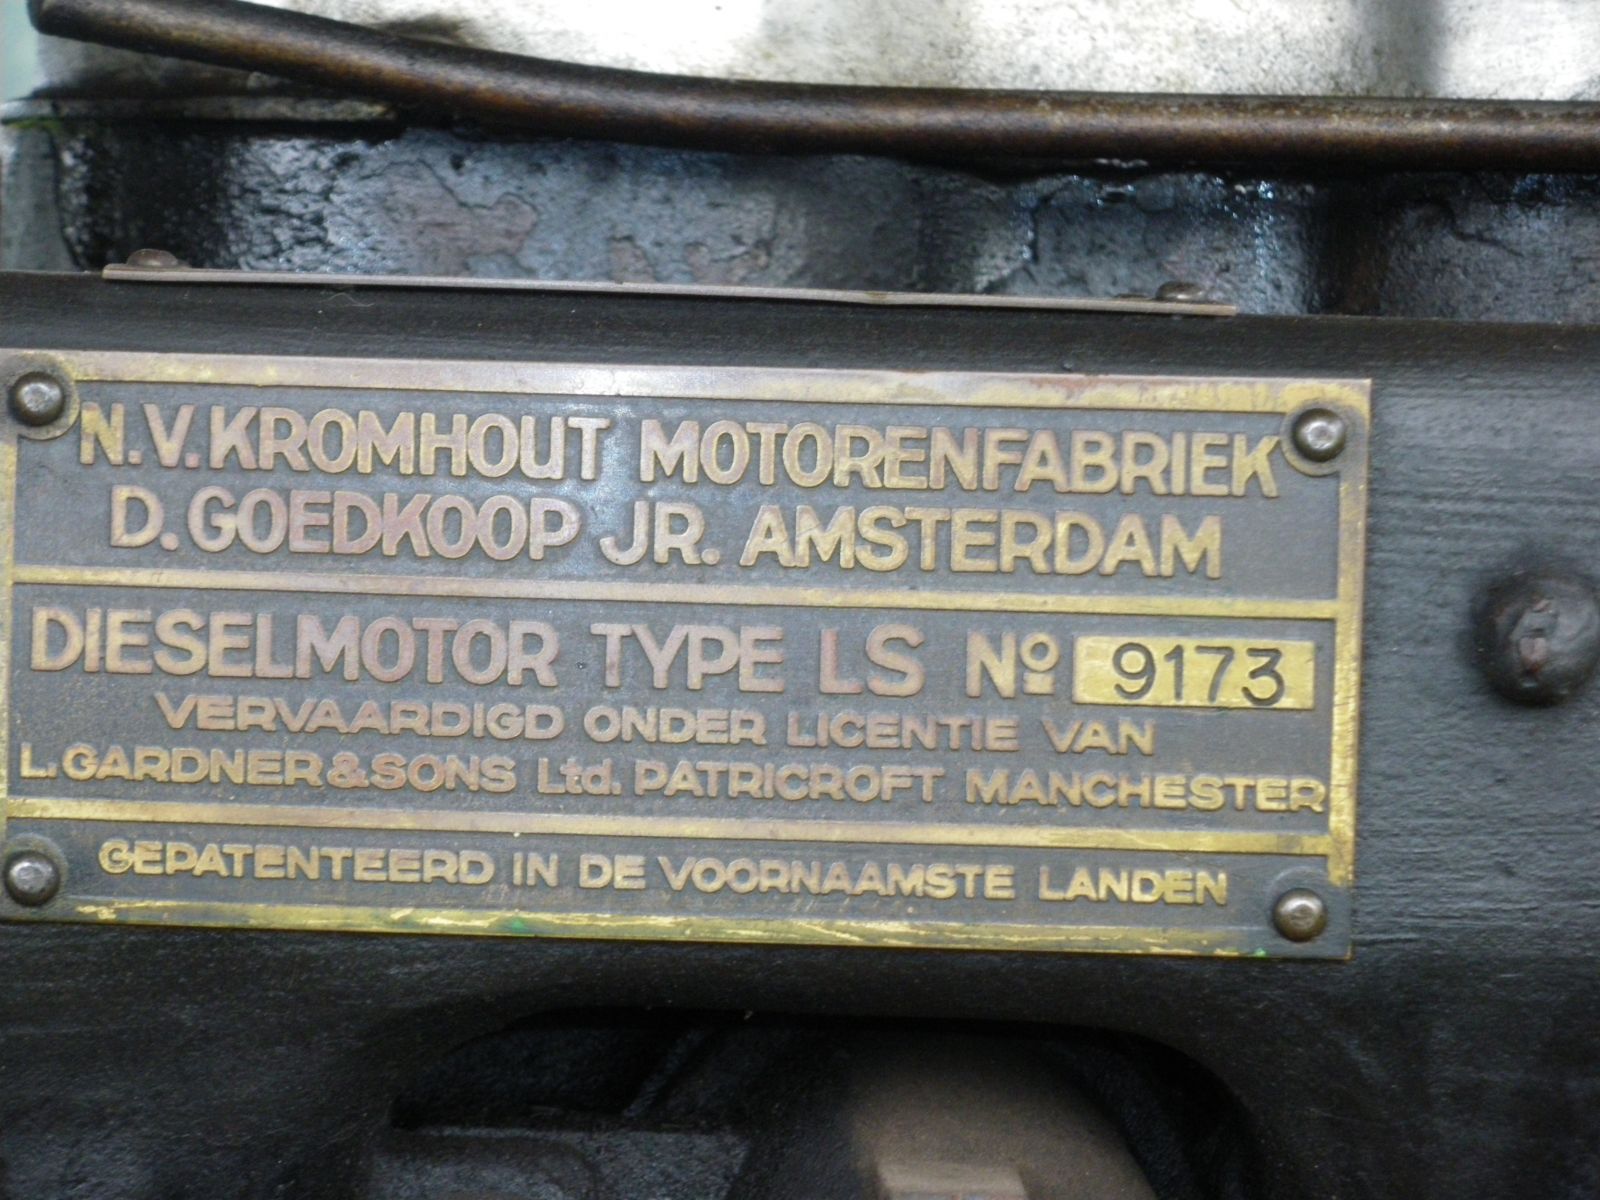 N.V. KROMHOUT MOTORENFABRIEK
D. GOEDKOOP JR. AMSTERDAM
DIESELMOTOR TYPE LS Nº 9173
VERVAARDIGD ONDER LICENTIE VAN
L. GARDNER & SONS Ltd. PATRICROFT MANCHESTER
GEPATENTEERD IN DE VOORNAAMSTE LANDEN